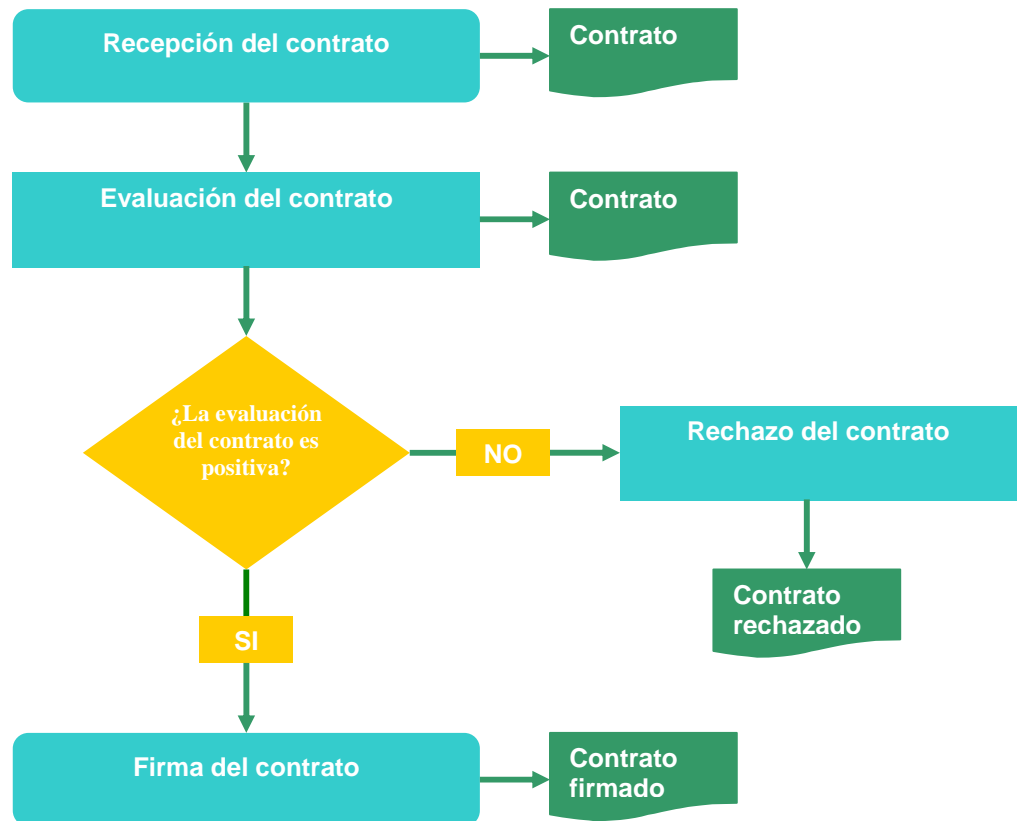 Recepción del contrato
Contrato
Evaluación del contrato
Contrato
¿La evaluación
del contrato es
positiva?
NO
Rechazo del contrato
Contrato
rechazado
SI
Firma del contrato
Contrato
firmado